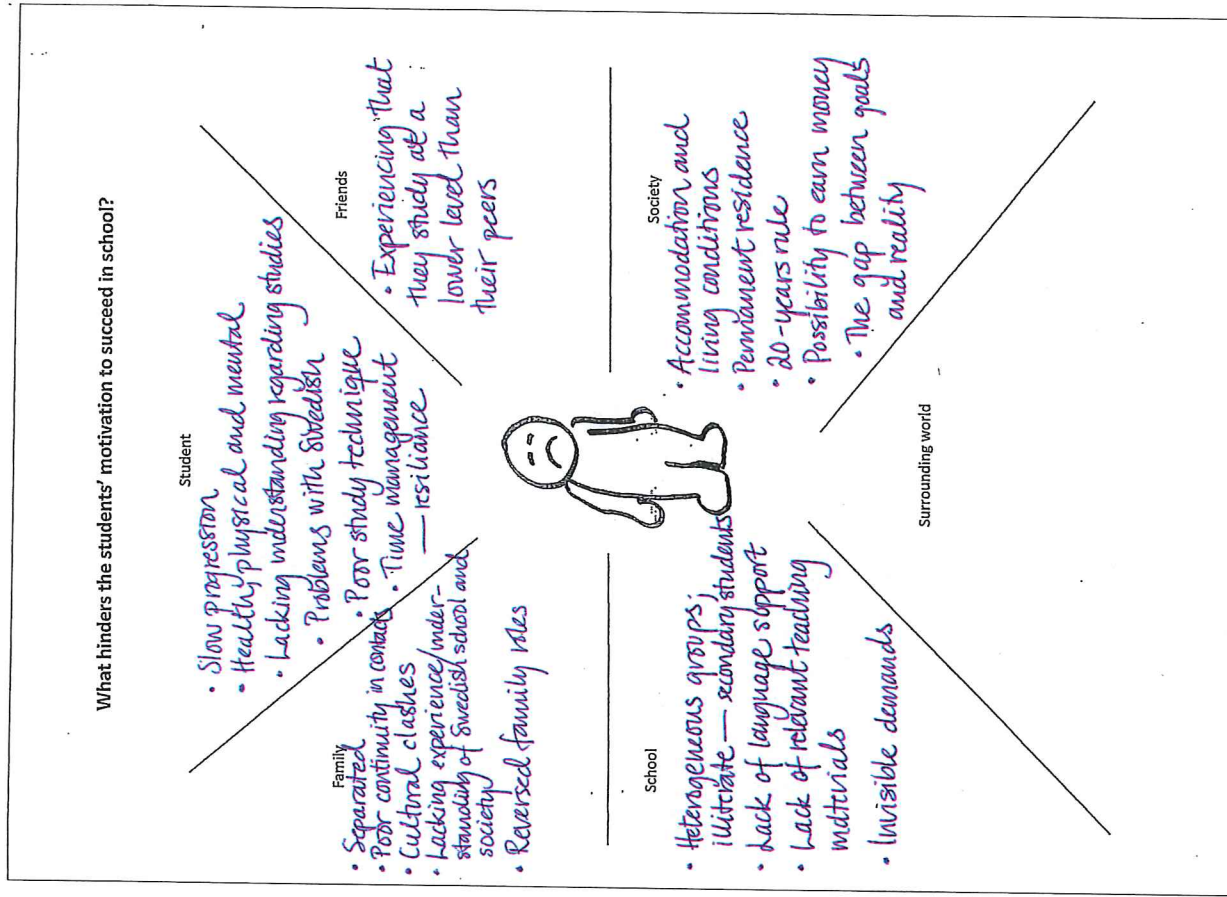 What hinders the students' motivation to succeed in school?
Student
• Slow progression
• Health, physical and mental
• Lacking understanding regarding studies
• Problems with Swedish
• Poor study technique
• Time management
— resiliance
Friends
• Experiencing that
they study at a
lower level than
their peers
Family
• Separated
• Poor continuity in contacts
• Cultural clashes
• Lacking experience/under-
standing of Swedish school and
society
• Reversed family roles
Society
• Accommodation and
living conditions
• Permanent residence
• 20-years rule
• Possibility to earn money
• The gap between goals
and reality
School
• Heterogeneous groups;
illiterate — secondary students
• Lack of language support
• Lack of relevant teaching
materials
• Invisible demands
Surrounding world